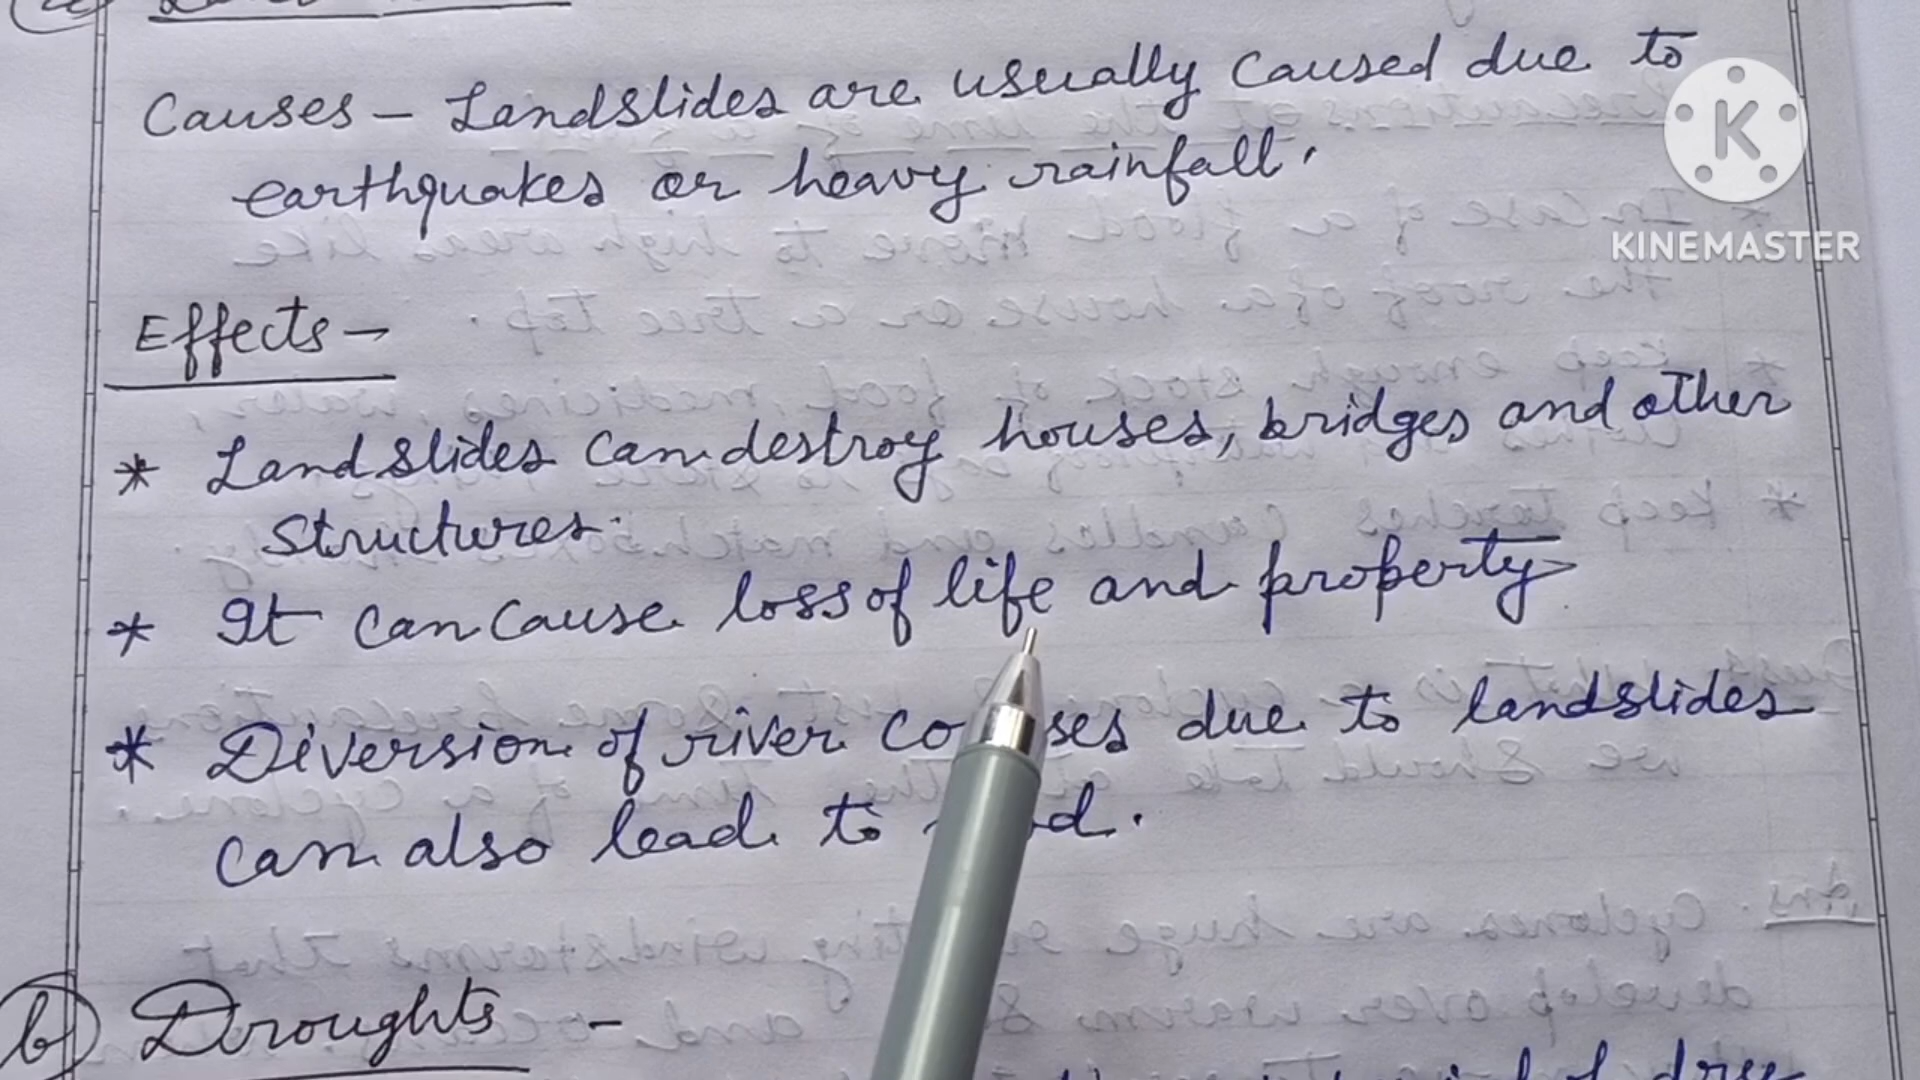 Causes – Landslides are usually caused due to
earthquakes or heavy rainfall.
K
KINEMASTER
Effects –
* Landslides can destroy houses, bridges and other
structures.
* It can cause loss of life and property
* Diversion of river due to landslides
can also lead to
b) Droughts –
of dry